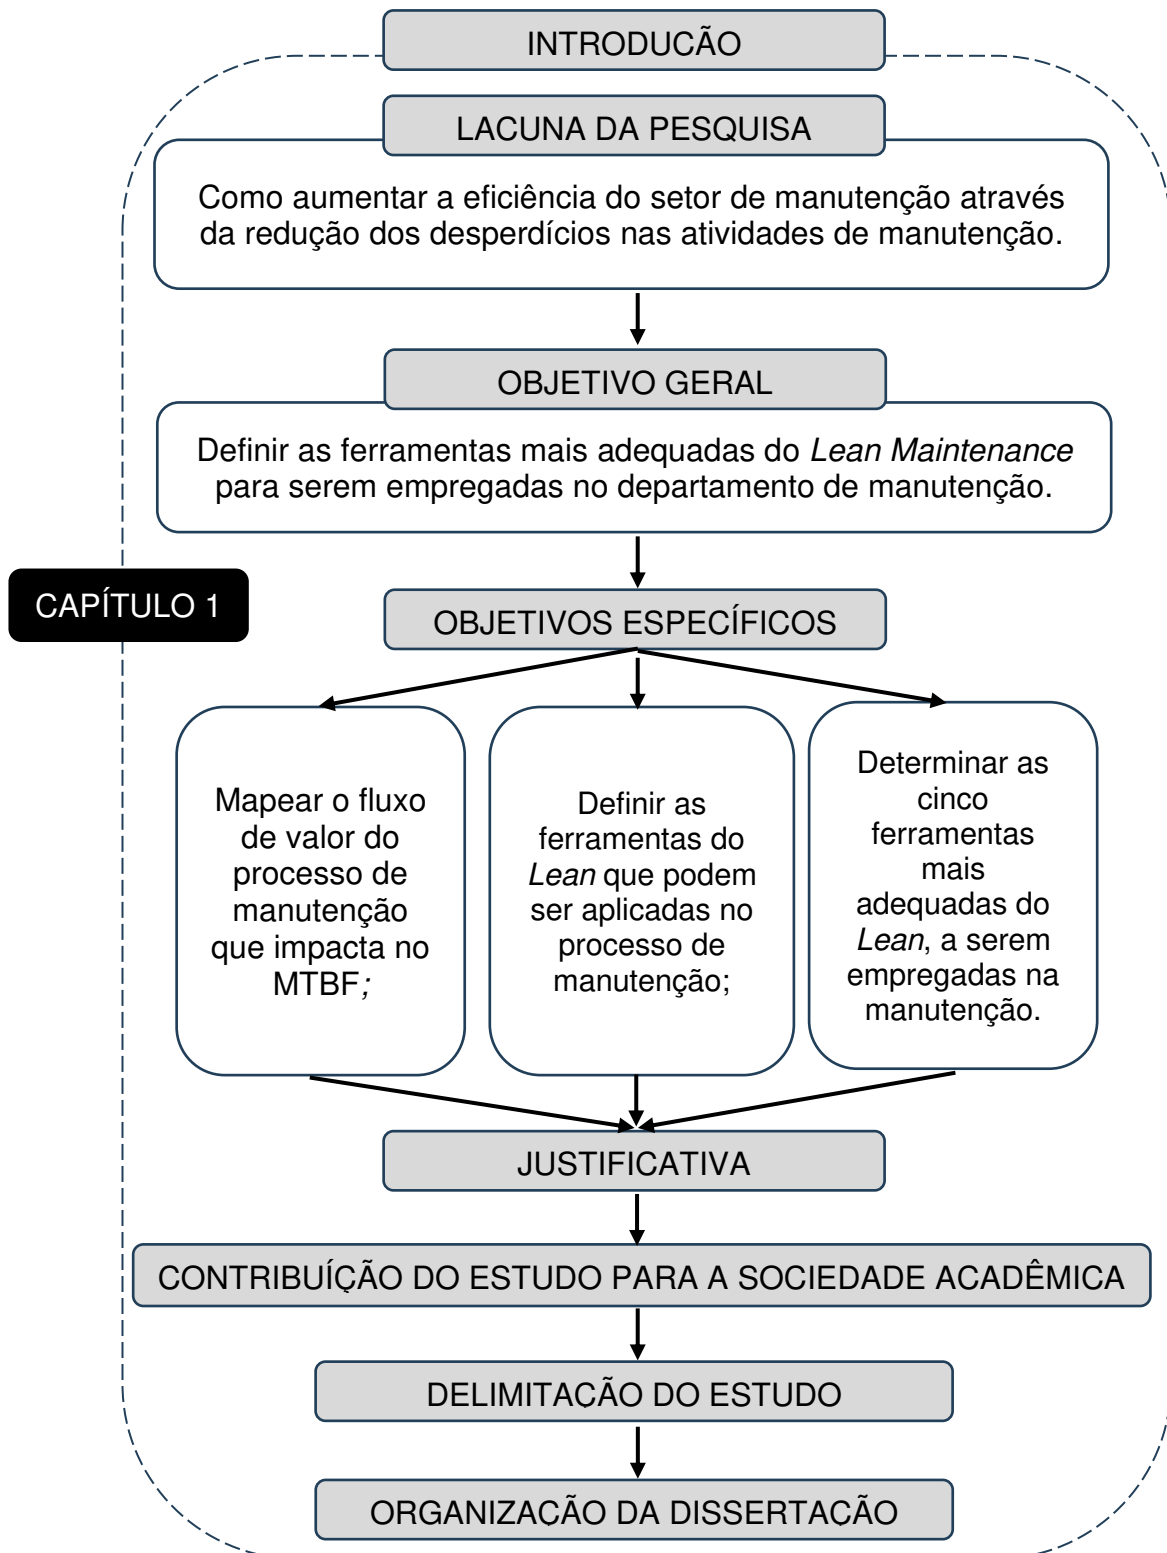 INTRODUCÃO
LACUNA DA PESQUISA
Como aumentar a eficiência do setor de manutenção através
da redução dos desperdícios nas atividades de manutenção.
OBJETIVO GERAL
Definir as ferramentas mais adequadas do Lean Maintenance
para serem empregadas no departamento de manutenção.
CAPÍTULO 1
OBJETIVOS ESPECÍFICOS
Mapear o fluxo
de valor do
processo de
manutenção
que impacta no
MTBF;
Definir as
ferramentas do
Lean que podem
ser aplicadas no
processo de
manutenção;
Determinar as
cinco
ferramentas
mais
adequadas do
Lean, a serem
empregadas na
manutenção.
JUSTIFICATIVA
CONTRIBUÍÇÃO DO ESTUDO PARA A SOCIEDADE ACADÊMICA
DELIMITAÇÃO DO ESTUDO
ORGANIZAÇÃO DA DISSERTAÇÃO